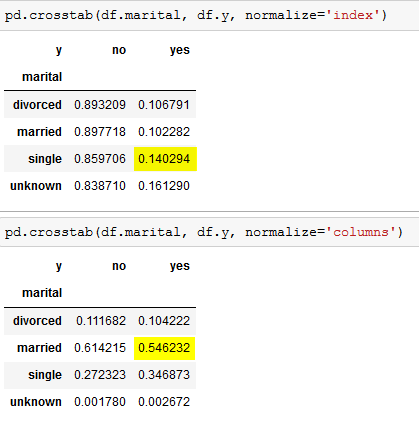 pd.crosstab(df.marital, df.y, normalize='index')
y no yes
marital
divorced 0.893209 0.106791
married 0.897718 0.102282
single 0.859706 0.140294
unknown 0.838710 0.161290
pd.crosstab(df.marital, df.y, normalize='columns')
y no yes
marital
divorced 0.111682 0.104222
married 0.614215 0.546232
single 0.272323 0.346873
unknown 0.001780 0.002672